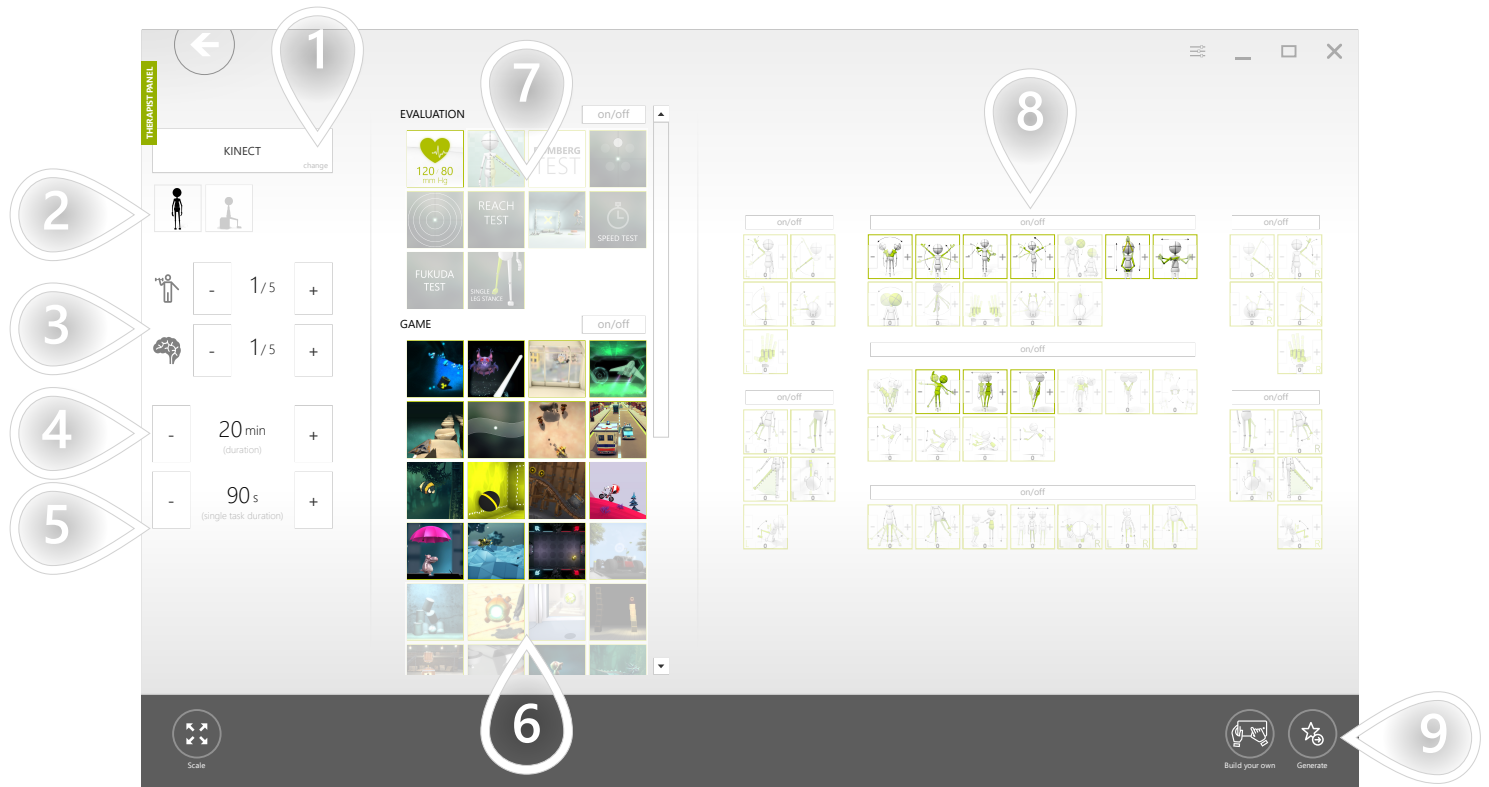 1
THERAPIST PANEL
KINECT
change
2
3
1/5
-
+
1/5
-
+
4
20 min
(duration)
-
+
5
90 s
(single task duration)
-
+
7
EVALUATION
on/off
120 80
mm Hg
TEST
REACH
TEST
SPEED TEST
FUKUDA
TEST
SINGLE
LEG STANCE
GAME
on/off
6
8
on/off
on/off
on/off
on/off
on/off
on/off
on/off
Scale
Build your own
Generate
9